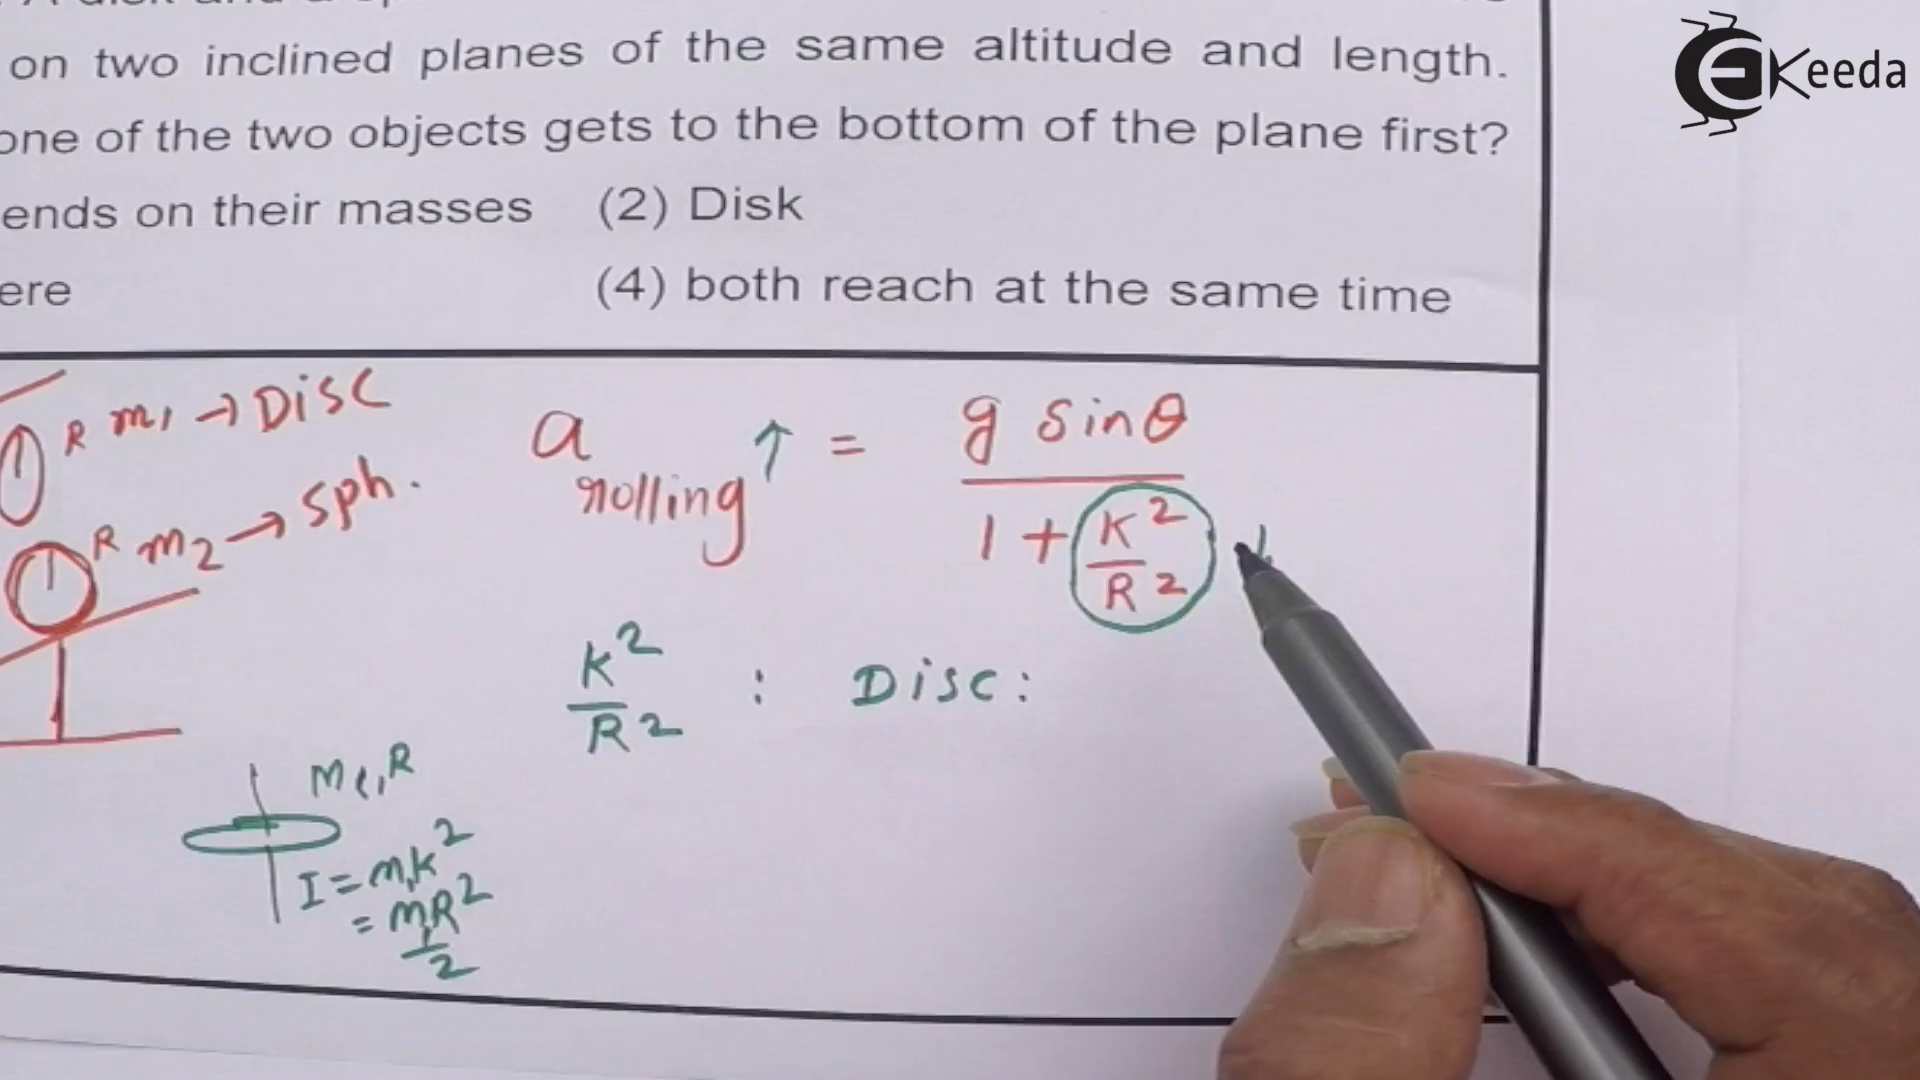 on two inclined planes of the same altitude and length.
one of the two objects gets to the bottom of the plane first?
ends on their masses (2) Disk
ere (4) both reach at the same time
R m1 → Disc
R m2 → Sph.
a rolling ↑ = g sinθ / 1 + K² / R²
K² / R² : Disc:
M1, R
I = m1K²
= m1R² / 2
Keeda